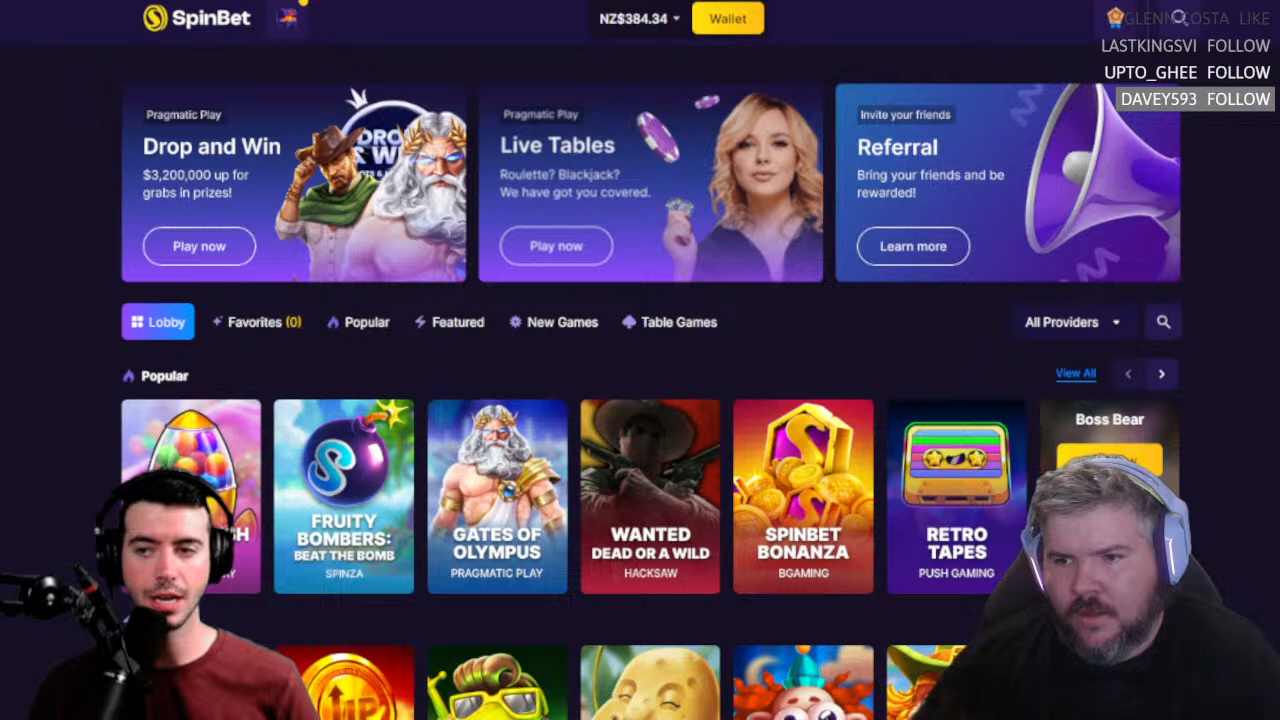 SpinBet
NZ$384.34
Wallet
GLENN COSTA LIKE
LASTKINGSVI FOLLOW
UPTO_GHEE FOLLOW
DAVEY593 FOLLOW
Pragmatic Play
Drop and Win
$3,200,000 up for
grabs in prizes!
Play now
Pragmatic Play
Live Tables
Roulette? Blackjack?
We have got you covered.
Play now
Invite your friends
Referral
Bring your friends and be
rewarded!
Learn more
Lobby
Favorites (0)
Popular
Featured
New Games
Table Games
All Providers
Popular
View All
FRUITY
BOMBERS:
BEAT THE BOMB
SPINZA
GATES OF
OLYMPUS
PRAGMATIC PLAY
WANTED
DEAD OR A WILD
HACKSAW
SPINBET
BONANZA
BGAMING
RETRO
TAPES
PUSH GAMING
Boss Bear
UP